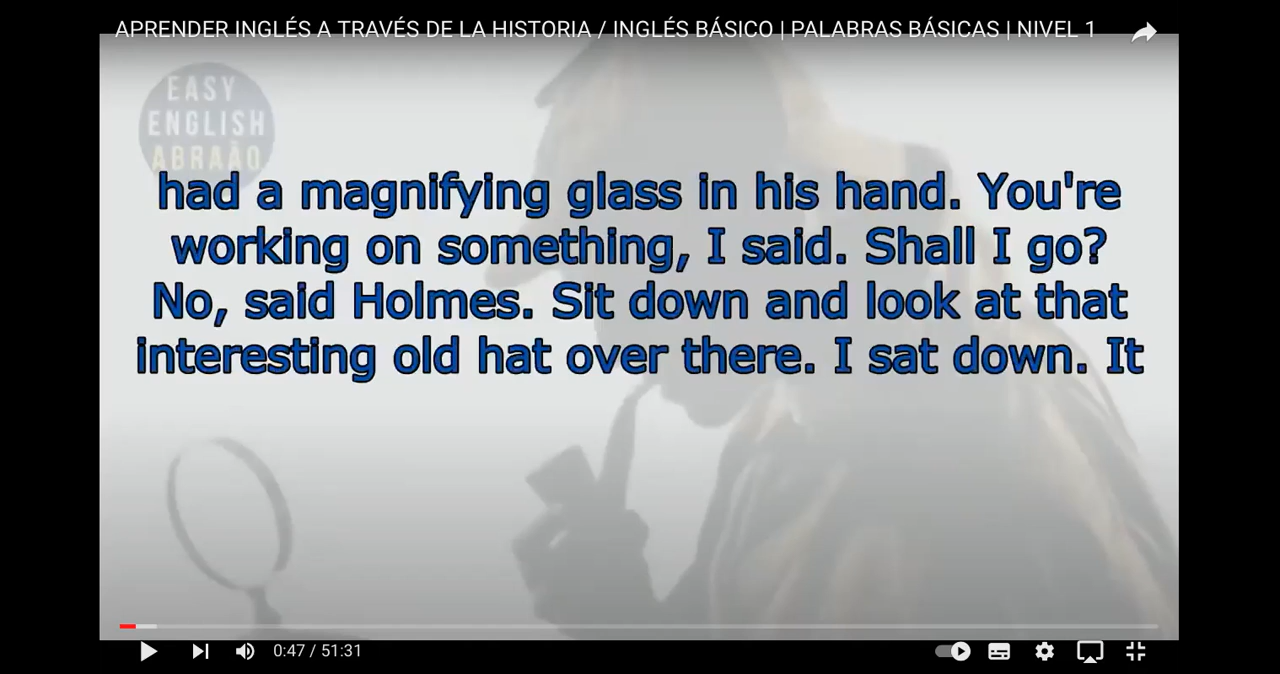 APRENDER INGLÉS A TRAVÉS DE LA HISTORIA / INGLÉS BÁSICO | PALABRAS BÁSICAS | NIVEL 1
EASY
ENGLISH
ABRAÃO
had a magnifying glass in his hand. You're
working on something, I said. Shall I go?
No, said Holmes. Sit down and look at that
interesting old hat over there. I sat down. It
0:47 / 51:31